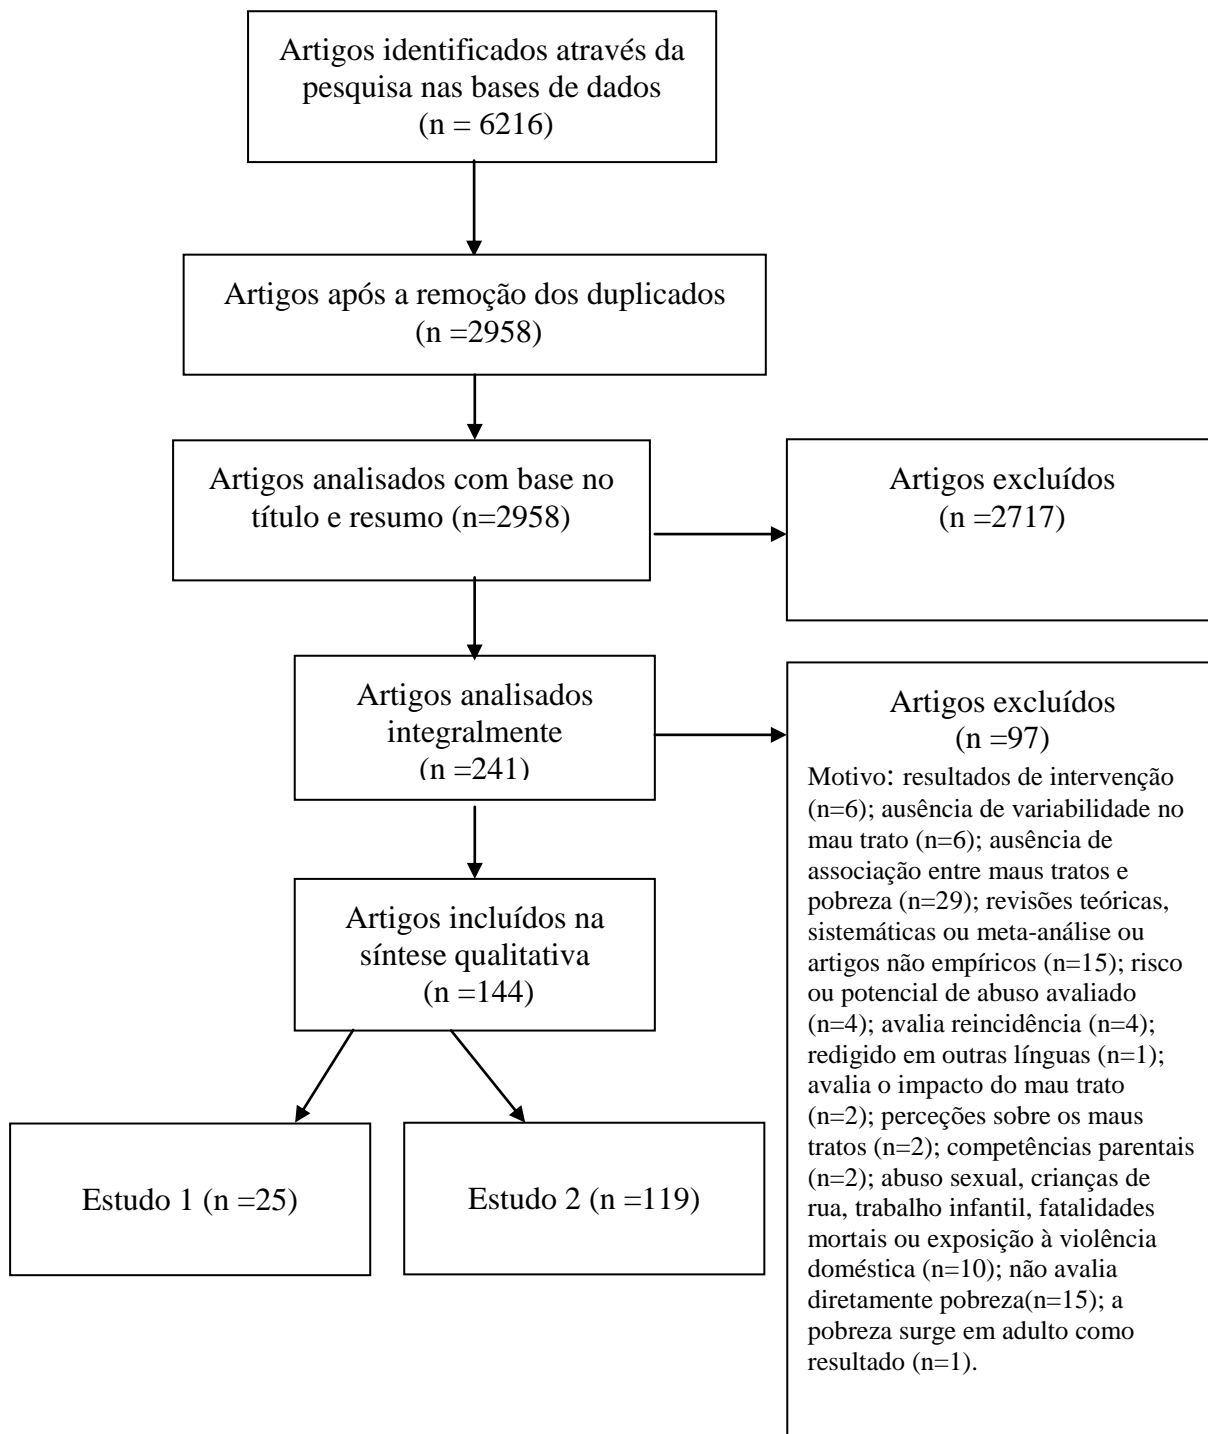 Artigos identificados através da
pesquisa nas bases de dados
(n = 6216)
Artigos após a remoção dos duplicados
(n =2958)
Artigos analisados com base no
título e resumo (n=2958)
Artigos excluídos
(n =2717)
Artigos analisados
integralmente
(n =241)
Artigos excluídos
(n =97)
Motivo: resultados de intervenção
(n=6); ausência de variabilidade no
mau trato (n=6); ausência de
associação entre maus tratos e
pobreza (n=29); revisões teóricas,
sistemáticas ou meta-análise ou
artigos não empíricos (n=15); risco
ou potencial de abuso avaliado
(n=4); avalia reincidência (n=4);
redigido em outras línguas (n=1);
avalia o impacto do mau trato
(n=2); perceções sobre os maus
tratos (n=2); competências parentais
(n=2); abuso sexual, crianças de
rua, trabalho infantil, fatalidades
mortais ou exposição à violência
doméstica (n=10); não avalia
diretamente pobreza(n=15); a
pobreza surge em adulto como
resultado (n=1).
Artigos incluídos na
síntese qualitativa
(n =144)
Estudo 1 (n =25)
Estudo 2 (n =119)